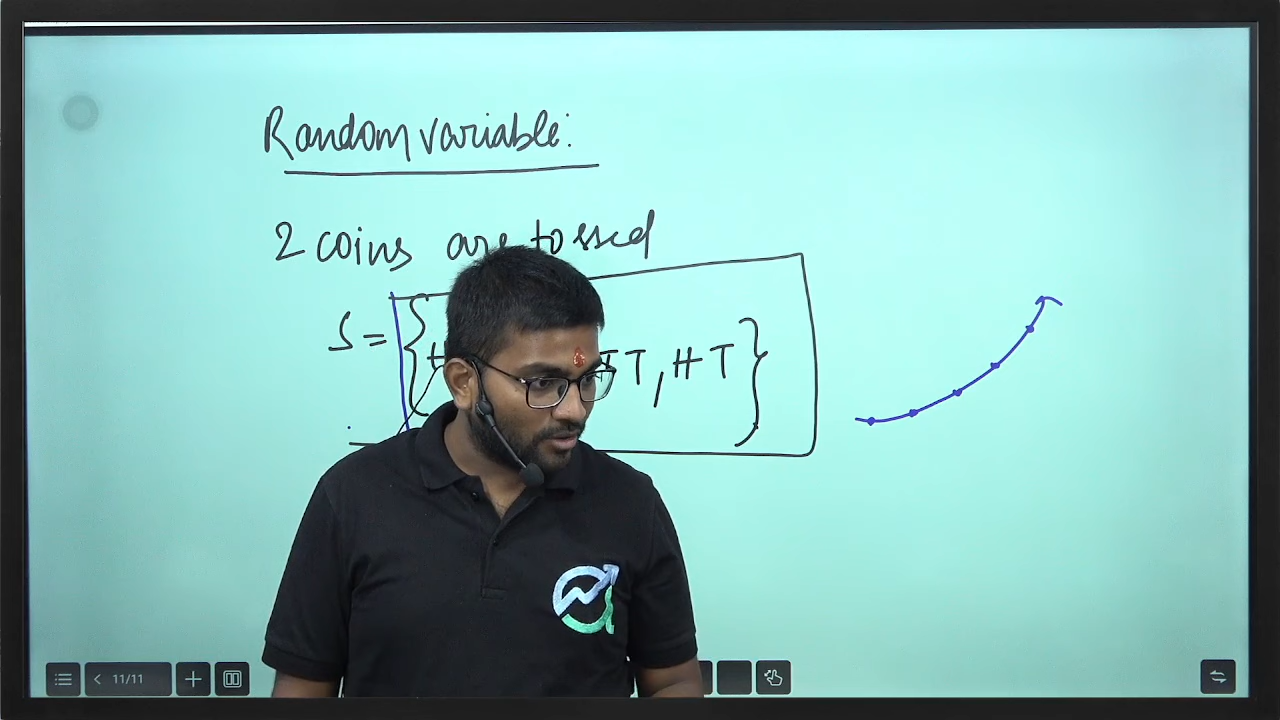 Random variable:
2 coins are tossed
S = { T, HT }
11/11